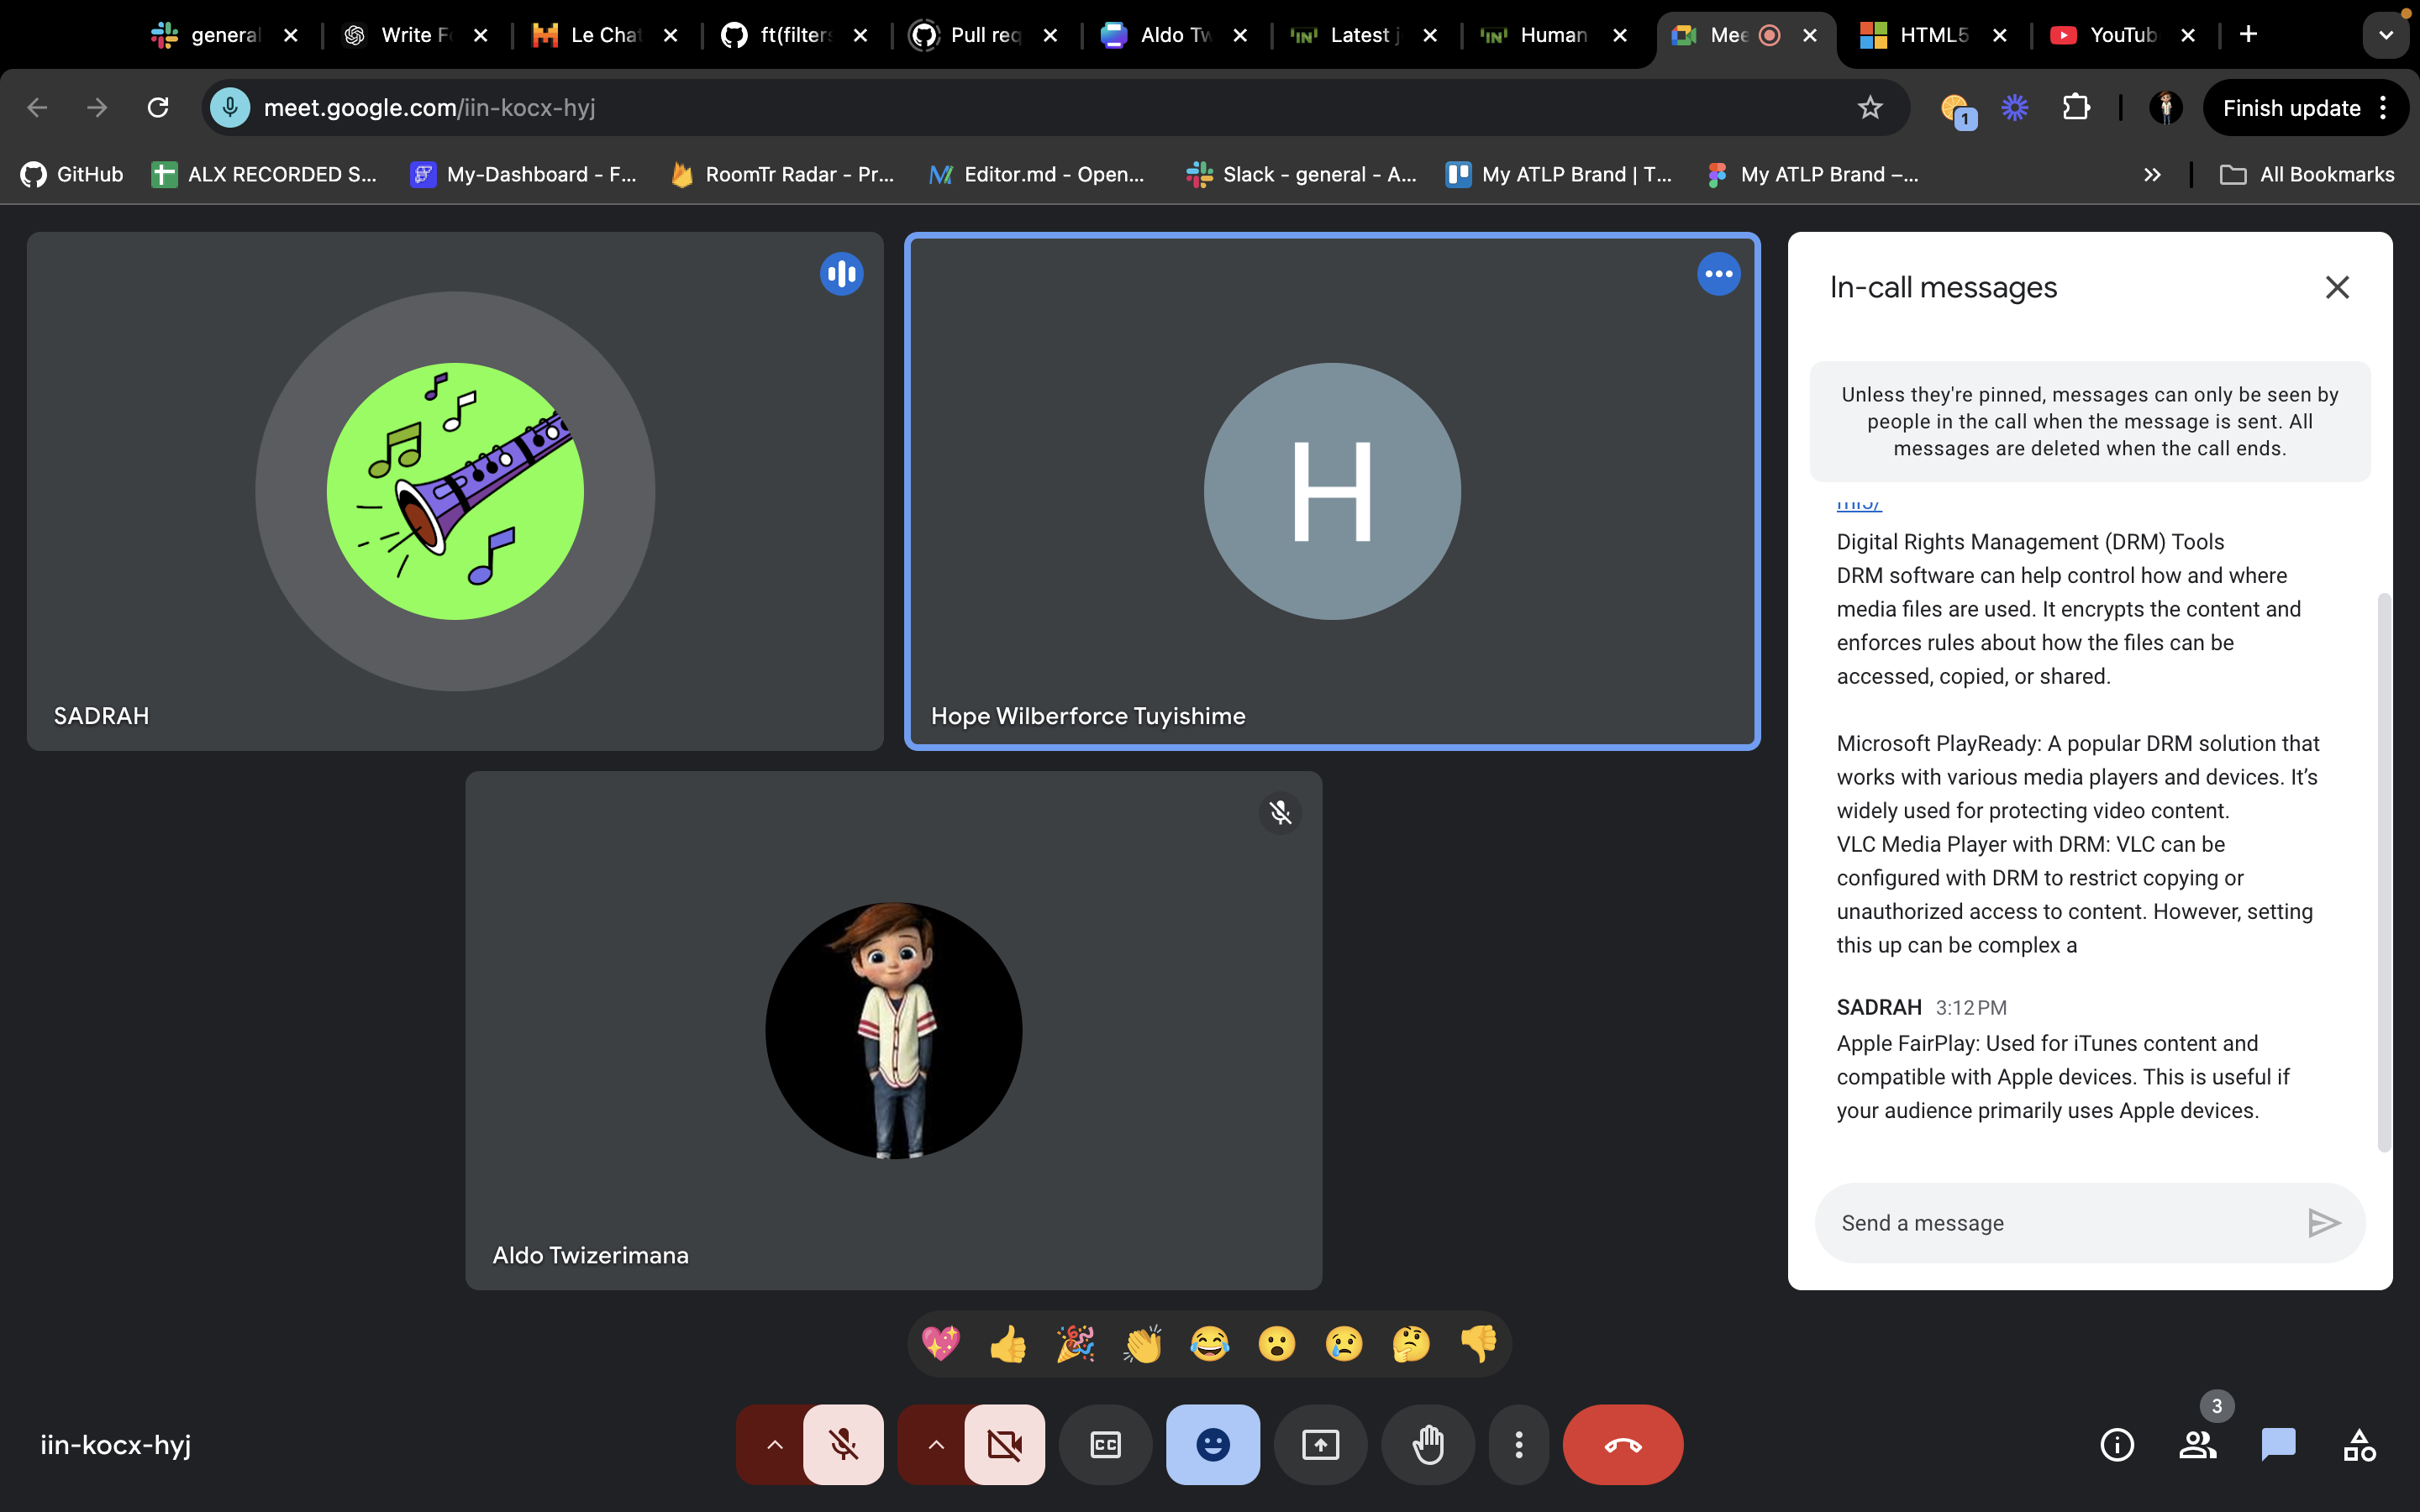 general
Write Fo
Le Chat
ft(filters
Pull req
Aldo Tw
Latest j
Human
Mee
HTML5
YouTub
meet.google.com/iin-kocx-hyj
1
Finish update
GitHub
ALX RECORDED S...
My-Dashboard - F...
RoomTr Radar - Pr...
Editor.md - Open...
Slack - general - A...
My ATLP Brand | T...
My ATLP Brand –...
All Bookmarks
SADRAH
H
Hope Wilberforce Tuyishime
Aldo Twizerimana
In-call messages
Unless they're pinned, messages can only be seen by
people in the call when the message is sent. All
messages are deleted when the call ends.
Digital Rights Management (DRM) Tools
DRM software can help control how and where
media files are used. It encrypts the content and
enforces rules about how the files can be
accessed, copied, or shared.
Microsoft PlayReady: A popular DRM solution that
works with various media players and devices. It’s
widely used for protecting video content.
VLC Media Player with DRM: VLC can be
configured with DRM to restrict copying or
unauthorized access to content. However, setting
this up can be complex a
SADRAH 3:12 PM
Apple FairPlay: Used for iTunes content and
compatible with Apple devices. This is useful if
your audience primarily uses Apple devices.
Send a message
iin-kocx-hyj
CC
3